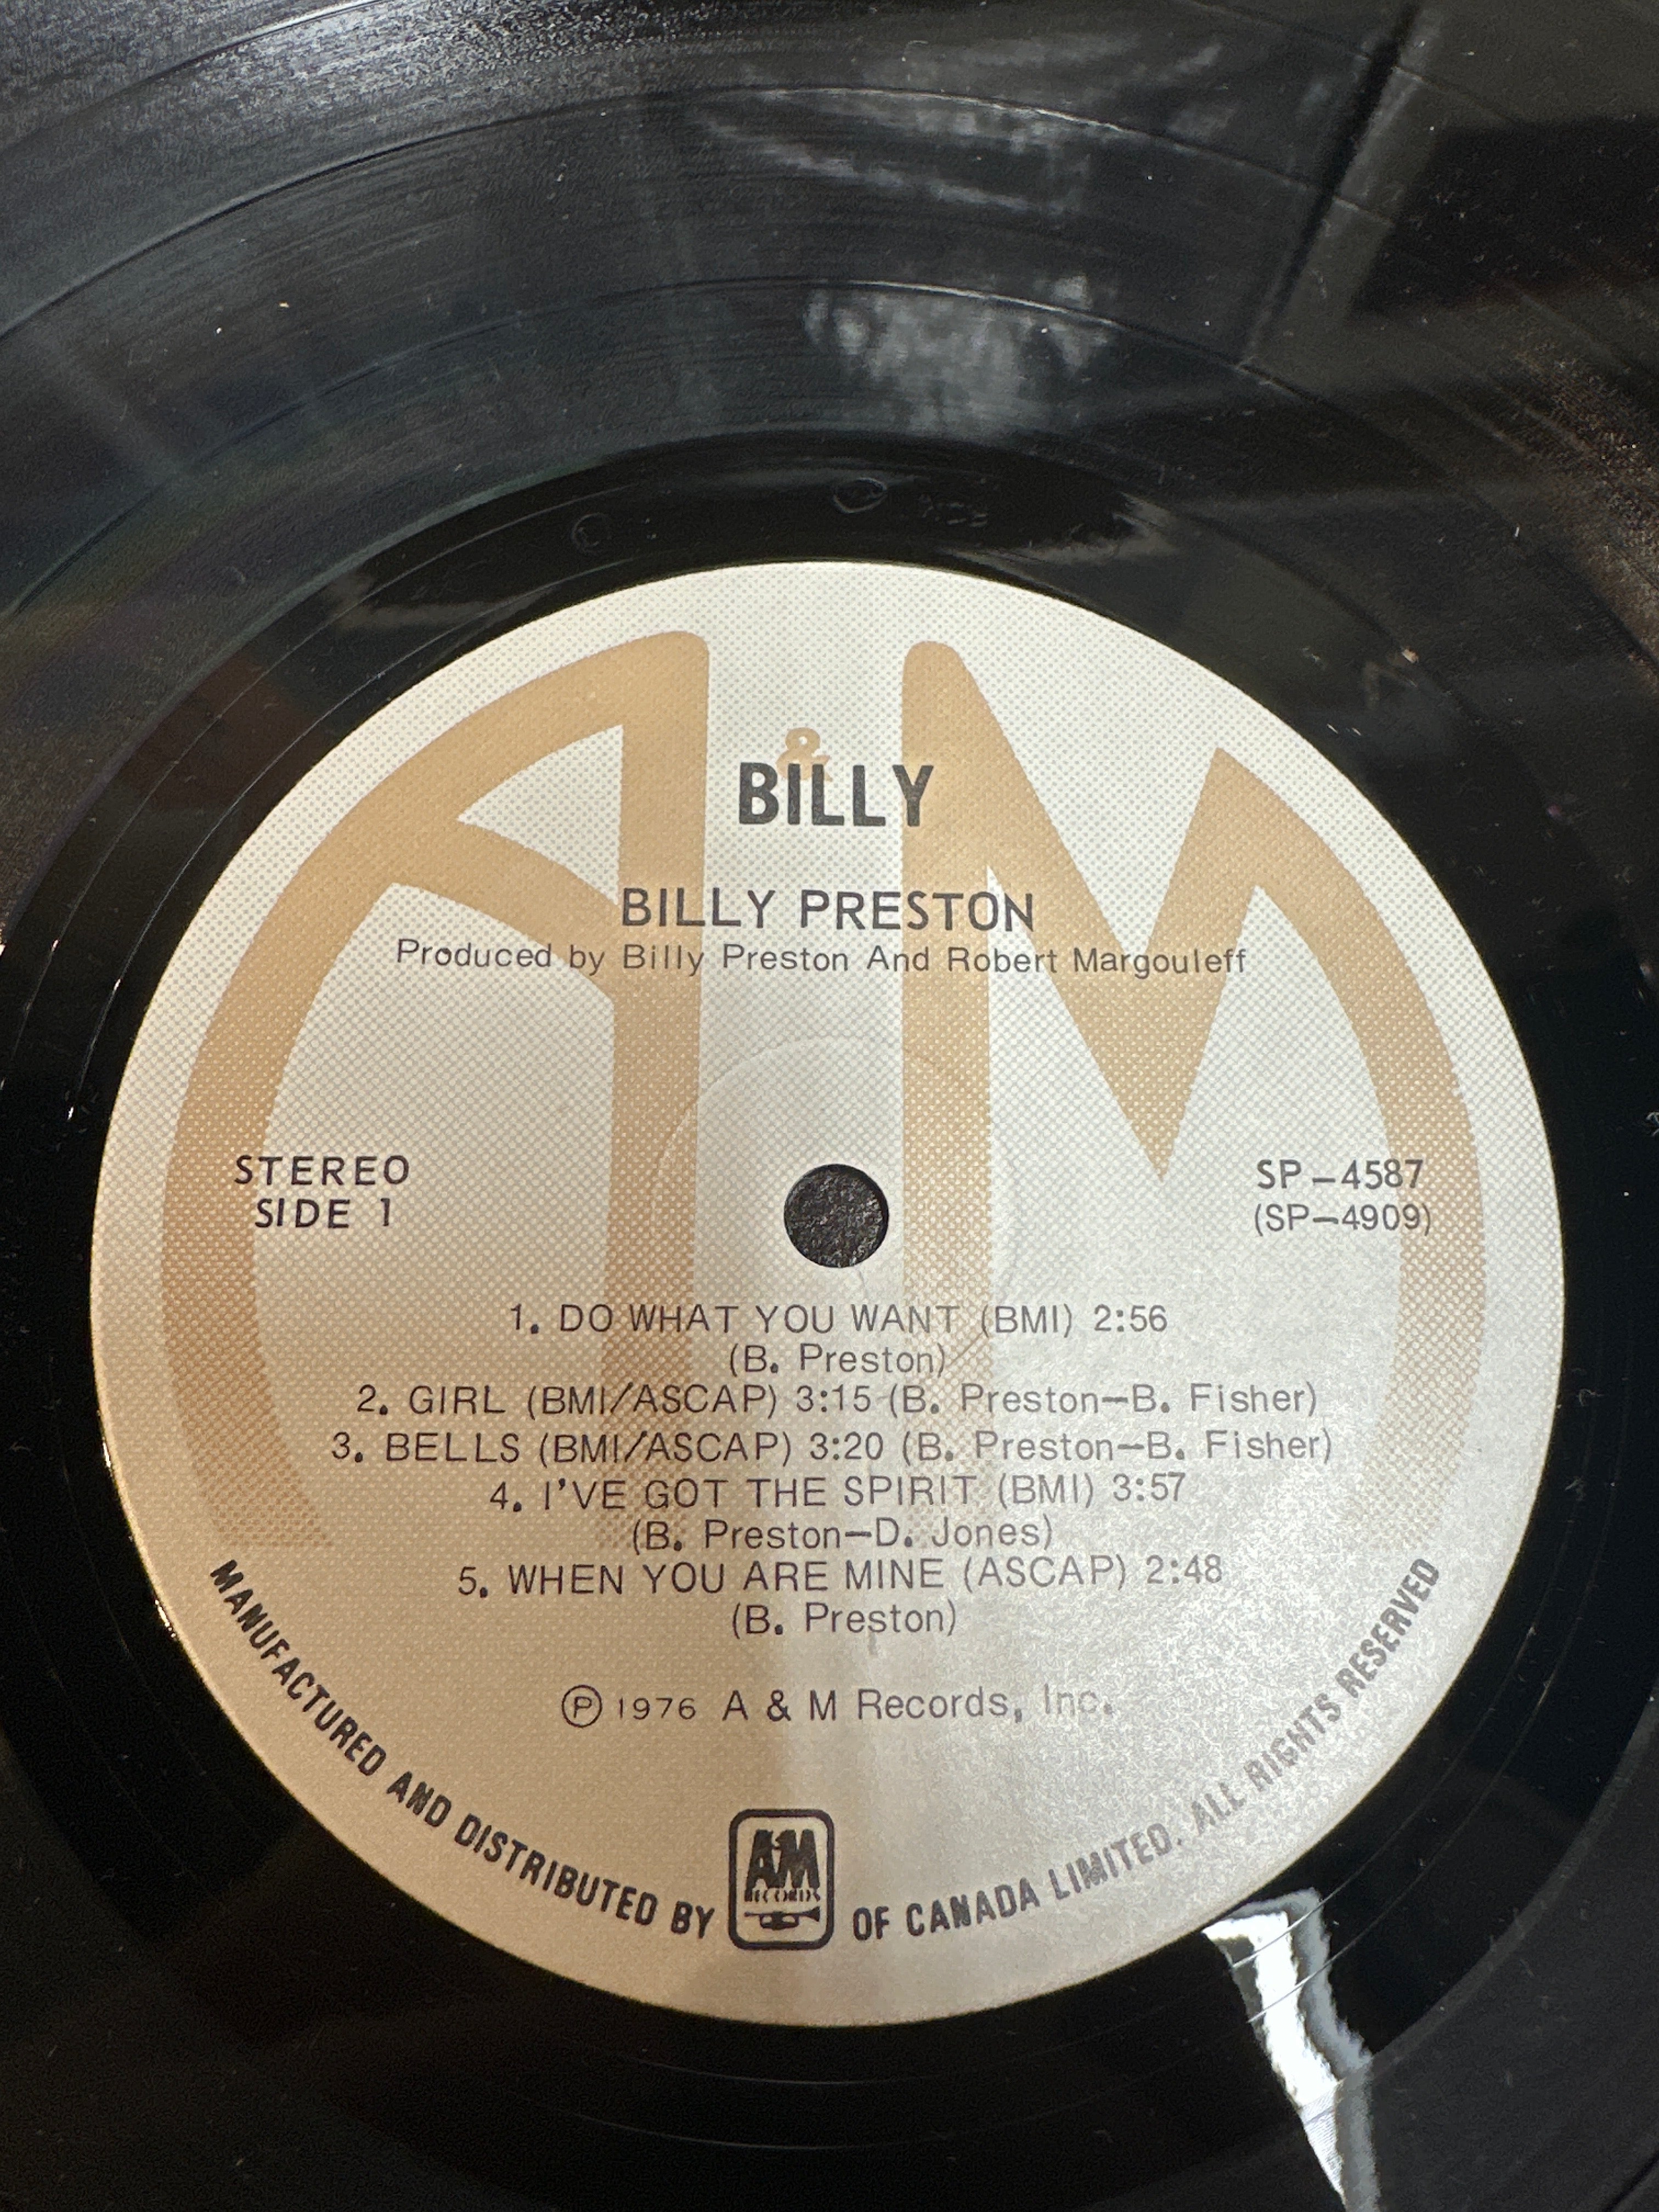 A & M
BILLY
BILLY PRESTON
Produced by Billy Preston And Robert Margouleff
STEREO
SIDE 1
SP-4587
(SP-4909)
1. DO WHAT YOU WANT (BMI) 2:56
(B. Preston)
2. GIRL (BMI/ASCAP) 3:15 (B. Preston-B. Fisher)
3. BELLS (BMI/ASCAP) 3:20 (B. Preston-B. Fisher)
4. I'VE GOT THE SPIRIT (BMI) 3:57
(B. Preston-D. Jones)
5. WHEN YOU ARE MINE (ASCAP) 2:48
(B. Preston)
Ⓟ 1976 A & M Records, Inc.
MANUFACTURED AND DISTRIBUTED BY A&M RECORDS OF CANADA LIMITED. ALL RIGHTS RESERVED